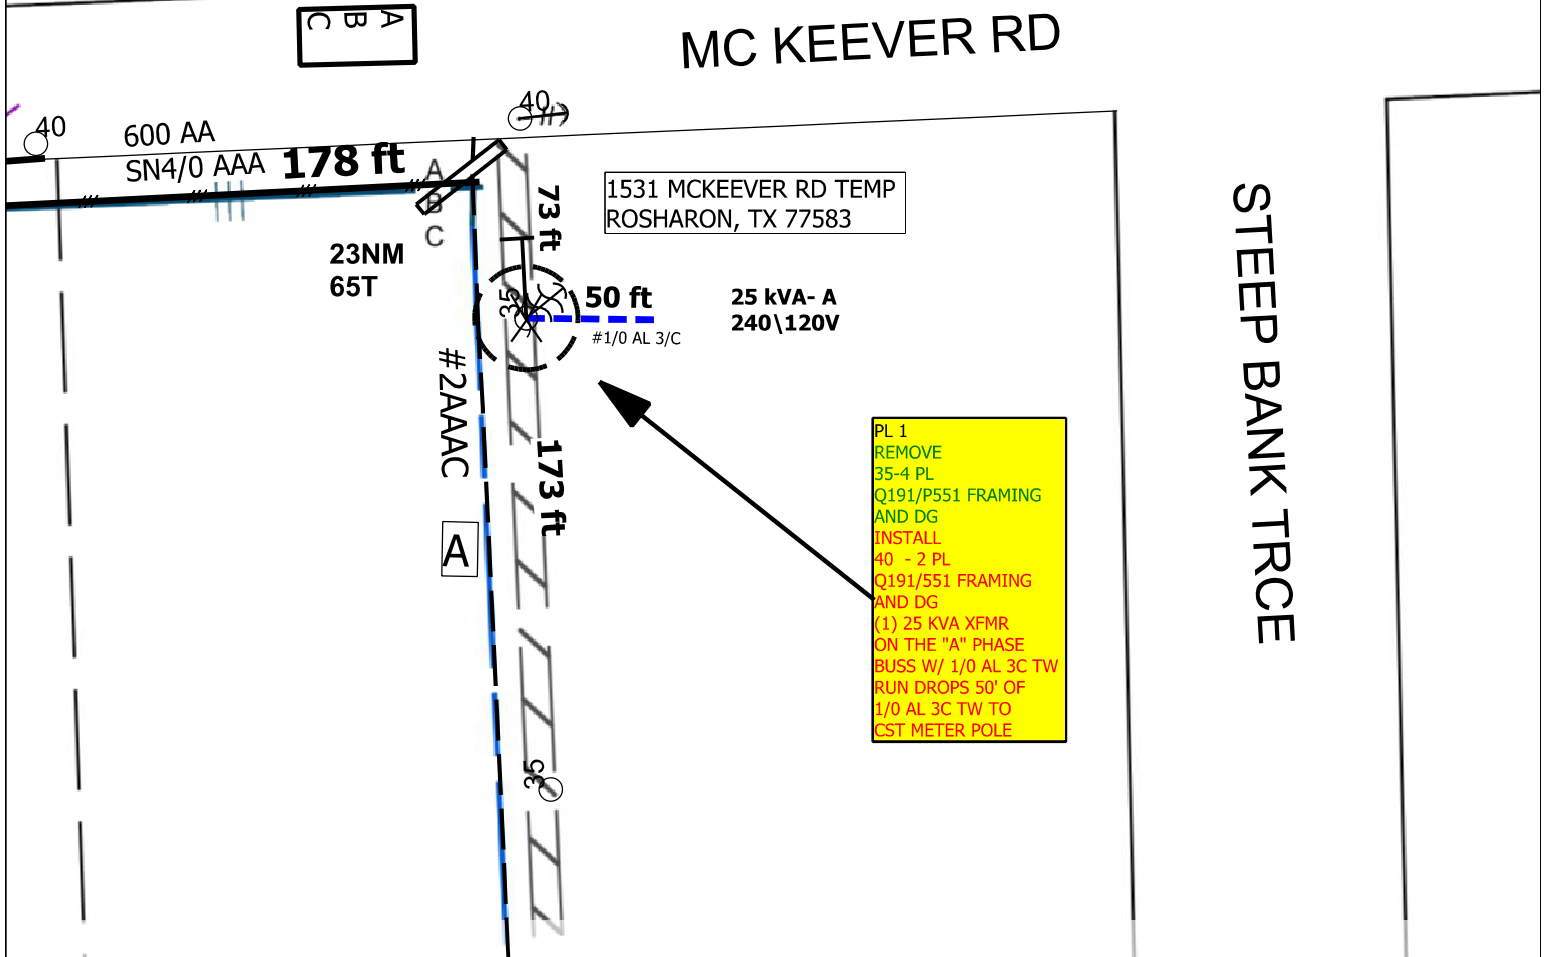 C B A
MC KEEVER RD
40
40
600 AA
SN4/0 AAA
178 ft
A
B
C
73 ft
1531 MCKEEVER RD TEMP
ROSHARON, TX 77583
23NM
65T
35
50 ft
#1/0 AL 3/C
25 kVA- A
240\120V
STEEP BANK TRCE
#2AAAC
173 ft
A
PL 1
REMOVE
35-4 PL
Q191/P551 FRAMING
AND DG
INSTALL
40 - 2 PL
Q191/551 FRAMING
AND DG
(1) 25 KVA XFMR
ON THE "A" PHASE
BUSS W/ 1/0 AL 3C TW
RUN DROPS 50' OF
1/0 AL 3C TW TO
CST METER POLE
35